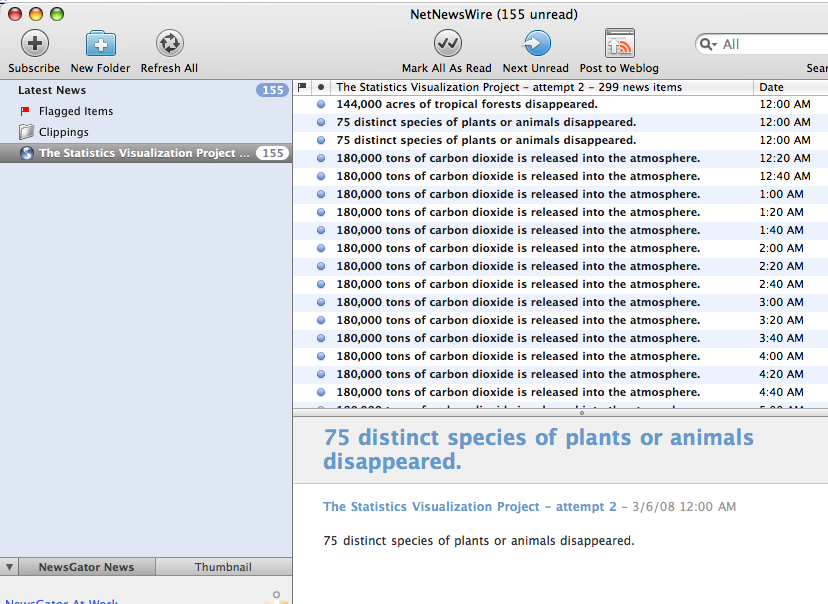 NetNewsWire (155 unread)
Subscribe New Folder Refresh All Mark All As Read Next Unread Post to Weblog All Sear
Latest News 155
Flagged Items
Clippings
The Statistics Visualization Project ... 155
The Statistics Visualization Project - attempt 2 - 299 news items Date
144,000 acres of tropical forests disappeared. 12:00 AM
75 distinct species of plants or animals disappeared. 12:00 AM
75 distinct species of plants or animals disappeared. 12:00 AM
180,000 tons of carbon dioxide is released into the atmosphere. 12:20 AM
180,000 tons of carbon dioxide is released into the atmosphere. 12:40 AM
180,000 tons of carbon dioxide is released into the atmosphere. 1:00 AM
180,000 tons of carbon dioxide is released into the atmosphere. 1:20 AM
180,000 tons of carbon dioxide is released into the atmosphere. 1:40 AM
180,000 tons of carbon dioxide is released into the atmosphere. 2:00 AM
180,000 tons of carbon dioxide is released into the atmosphere. 2:20 AM
180,000 tons of carbon dioxide is released into the atmosphere. 2:40 AM
180,000 tons of carbon dioxide is released into the atmosphere. 3:00 AM
180,000 tons of carbon dioxide is released into the atmosphere. 3:20 AM
180,000 tons of carbon dioxide is released into the atmosphere. 3:40 AM
180,000 tons of carbon dioxide is released into the atmosphere. 4:00 AM
180,000 tons of carbon dioxide is released into the atmosphere. 4:20 AM
180,000 tons of carbon dioxide is released into the atmosphere. 4:40 AM
180,000 tons of carbon dioxide is released into the atmosphere. 5:00 AM
75 distinct species of plants or animals
disappeared.
The Statistics Visualization Project - attempt 2 - 3/6/08 12:00 AM
75 distinct species of plants or animals disappeared.
NewsGator News Thumbnail
NewsGator At Work